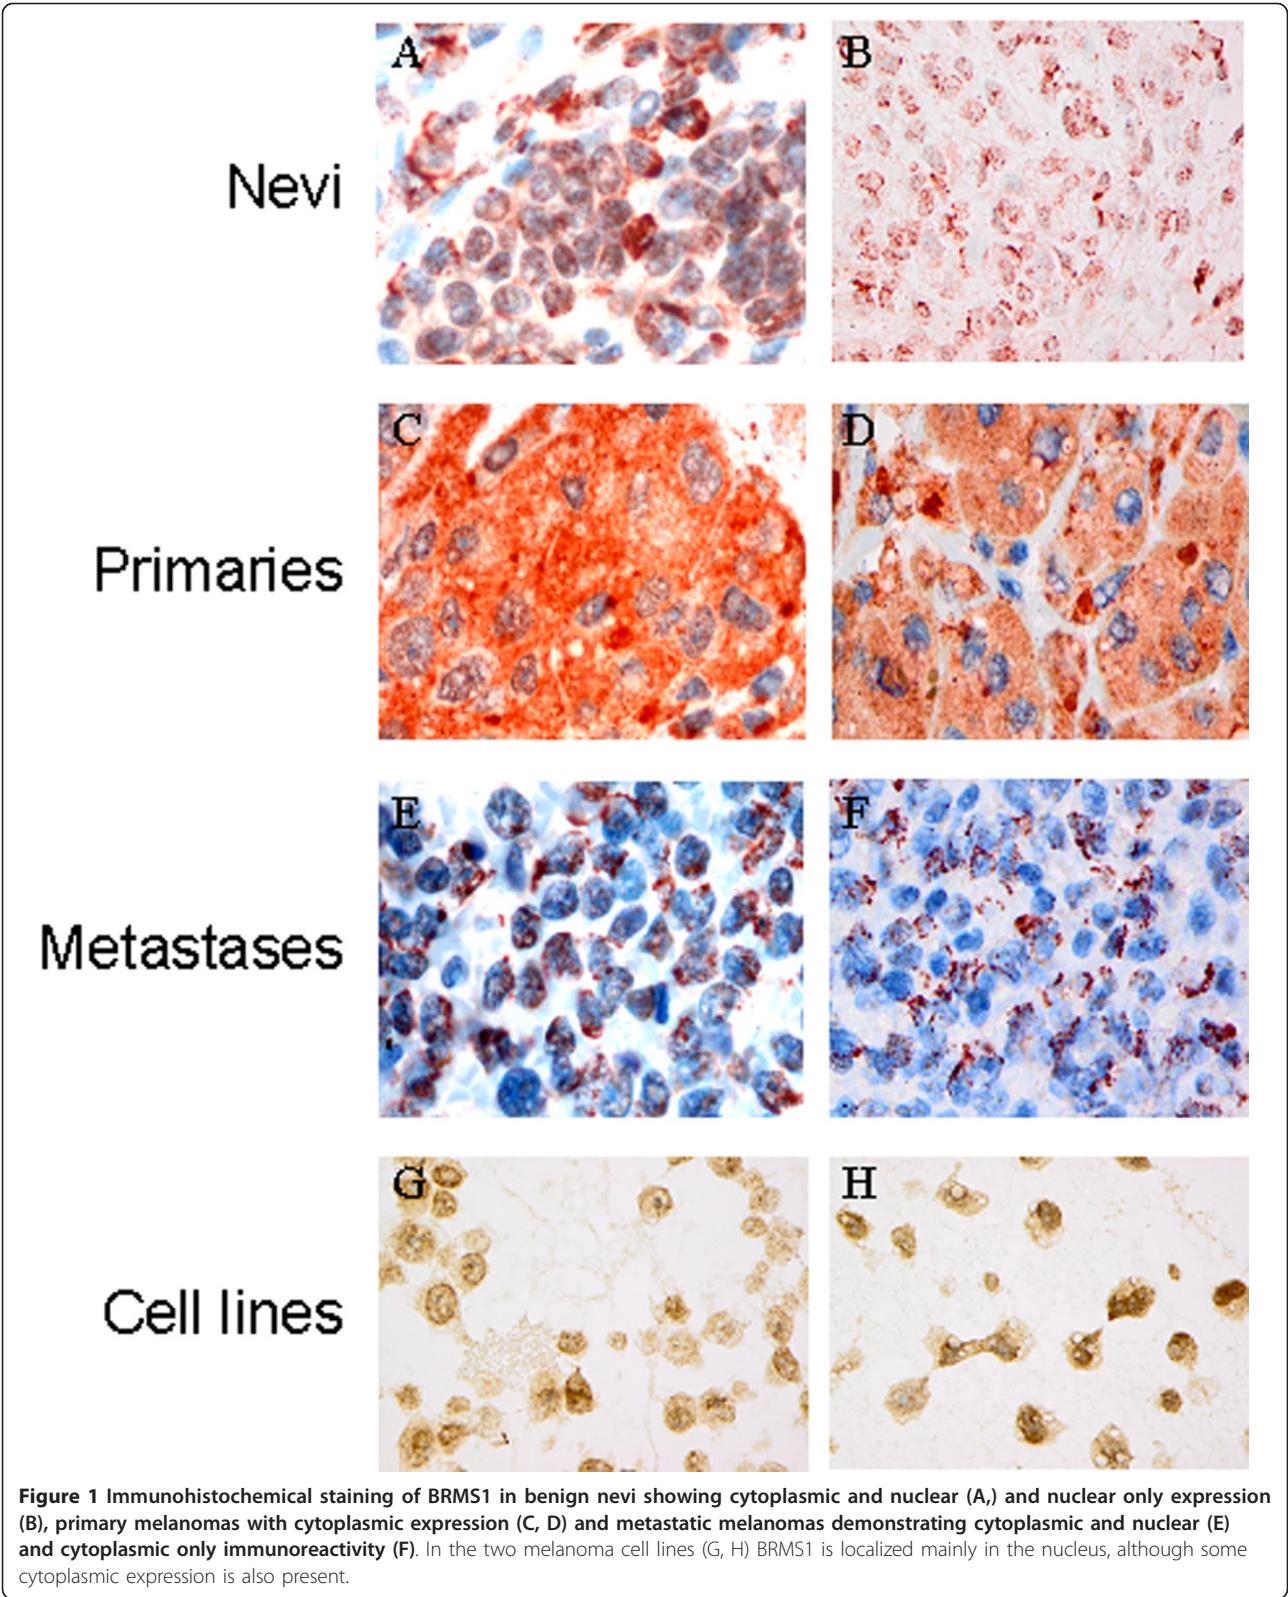 A
B
Nevi
C
D
Primaries
E
F
Metastases
G
H
Cell lines
Figure 1 Immunohistochemical staining of BRMS1 in benign nevi showing cytoplasmic and nuclear (A,) and nuclear only expression
(B), primary melanomas with cytoplasmic expression (C, D) and metastatic melanomas demonstrating cytoplasmic and nuclear (E)
and cytoplasmic only immunoreactivity (F). In the two melanoma cell lines (G, H) BRMS1 is localized mainly in the nucleus, although some
cytoplasmic expression is also present.